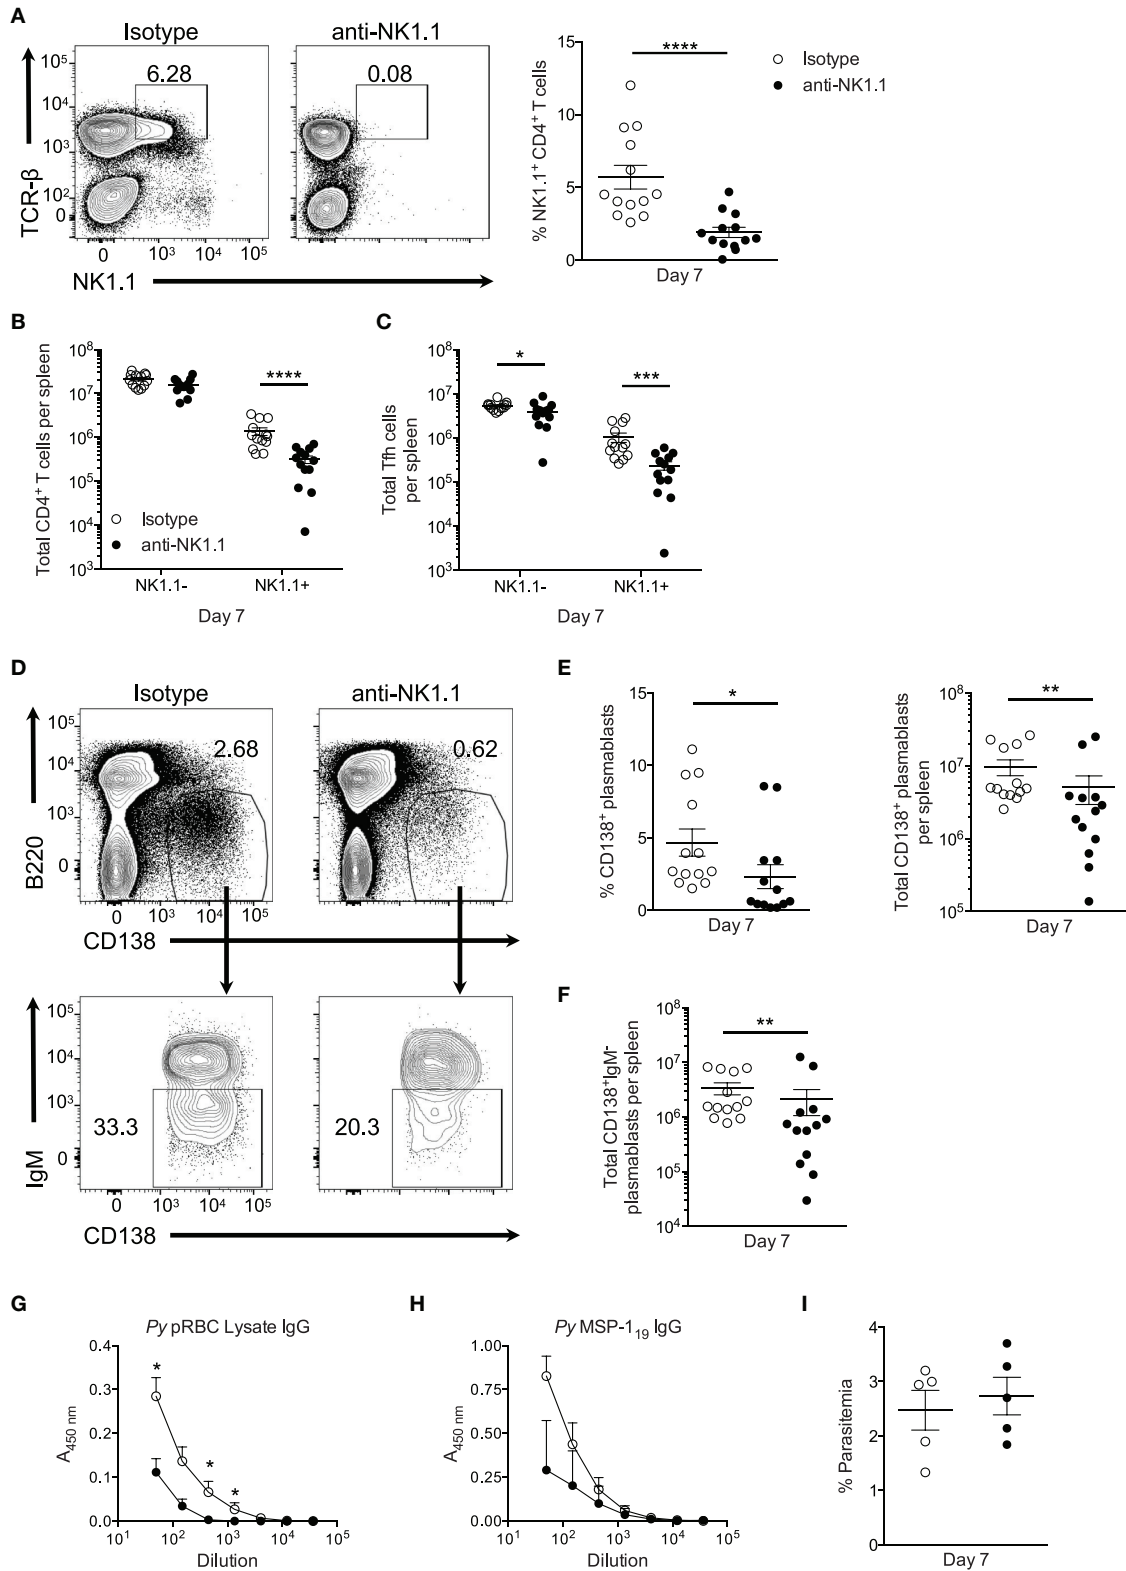 A
Isotype
anti-NK1.1
6.28
0.08
10⁵
10⁴
10³
10²
0
TCR-β
0
10³
10⁴
10⁵
0
10³
10⁴
10⁵
NK1.1
15
10
5
0
% NK1.1⁺ CD4⁺ T cells
****
Isotype
anti-NK1.1
Day 7
B
10⁸
10⁷
10⁶
10⁵
10⁴
10³
Total CD4⁺ T cells per spleen
****
Isotype
anti-NK1.1
NK1.1-
NK1.1+
Day 7
C
10⁸
10⁷
10⁶
10⁵
10⁴
10³
Total Tfh cells
per spleen
*
***
NK1.1-
NK1.1+
Day 7
D
Isotype
anti-NK1.1
2.68
0.62
10⁵
10⁴
10³
0
B220
0
10³
10⁴
10⁵
CD138
33.3
20.3
10⁵
10⁴
10³
0
IgM
0
10³
10⁴
10⁵
0
10³
10⁴
10⁵
CD138
E
15
10
5
0
% CD138⁺ plasmablasts
*
Day 7
10⁸
10⁷
10⁶
10⁵
Total CD138⁺ plasmablasts
per spleen
**
Day 7
F
10⁸
10⁷
10⁶
10⁵
10⁴
Total CD138⁺IgM-
plasmablasts per spleen
**
Day 7
G
Py pRBC Lysate IgG
0.4
0.3
0.2
0.1
0.0
A₄₅₀ ₙₘ
*
*
*
10¹
10²
10³
10⁴
10⁵
Dilution
H
Py MSP-1₁₉ IgG
1.00
0.75
0.50
0.25
0.00
A₄₅₀ ₙₘ
10¹
10²
10³
10⁴
10⁵
Dilution
I
4
3
2
1
0
% Parasitemia
Day 7